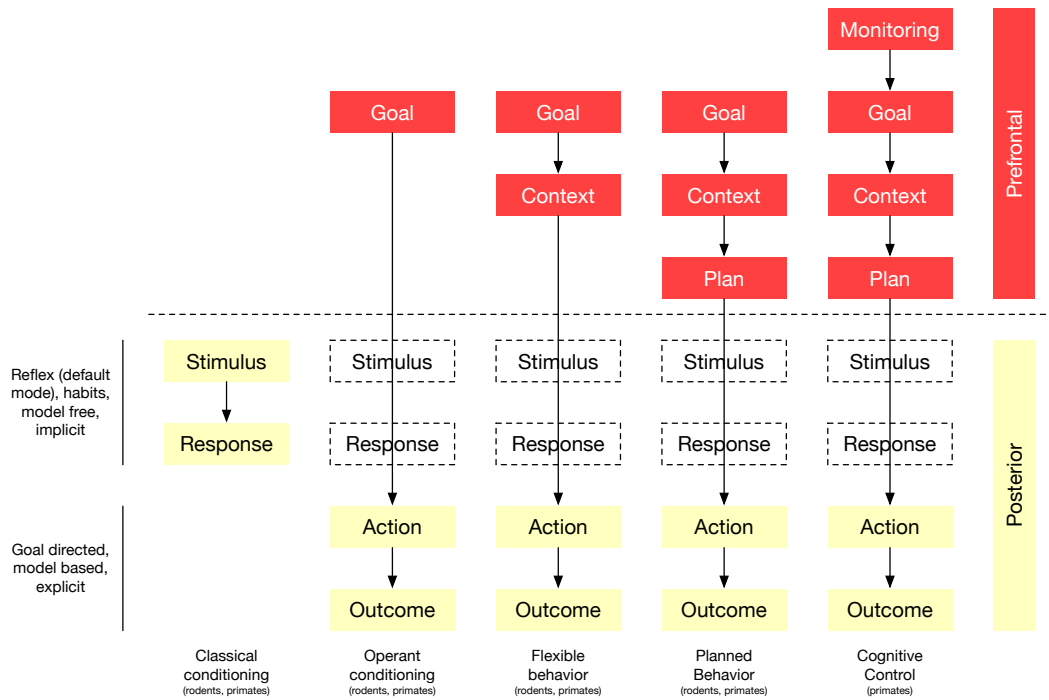 Monitoring
Goal
Goal
Goal
Goal
Context
Context
Context
Plan
Plan
Prefrontal
Reflex (default
mode), habits,
model free,
implicit
Stimulus
Stimulus
Stimulus
Stimulus
Stimulus
Response
Response
Response
Response
Response
Goal directed,
model based,
explicit
Action
Action
Action
Action
Outcome
Outcome
Outcome
Outcome
Posterior
Classical
conditioning
(rodents, primates)
Operant
conditioning
(rodents, primates)
Flexible
behavior
(rodents, primates)
Planned
Behavior
(rodents, primates)
Cognitive
Control
(primates)